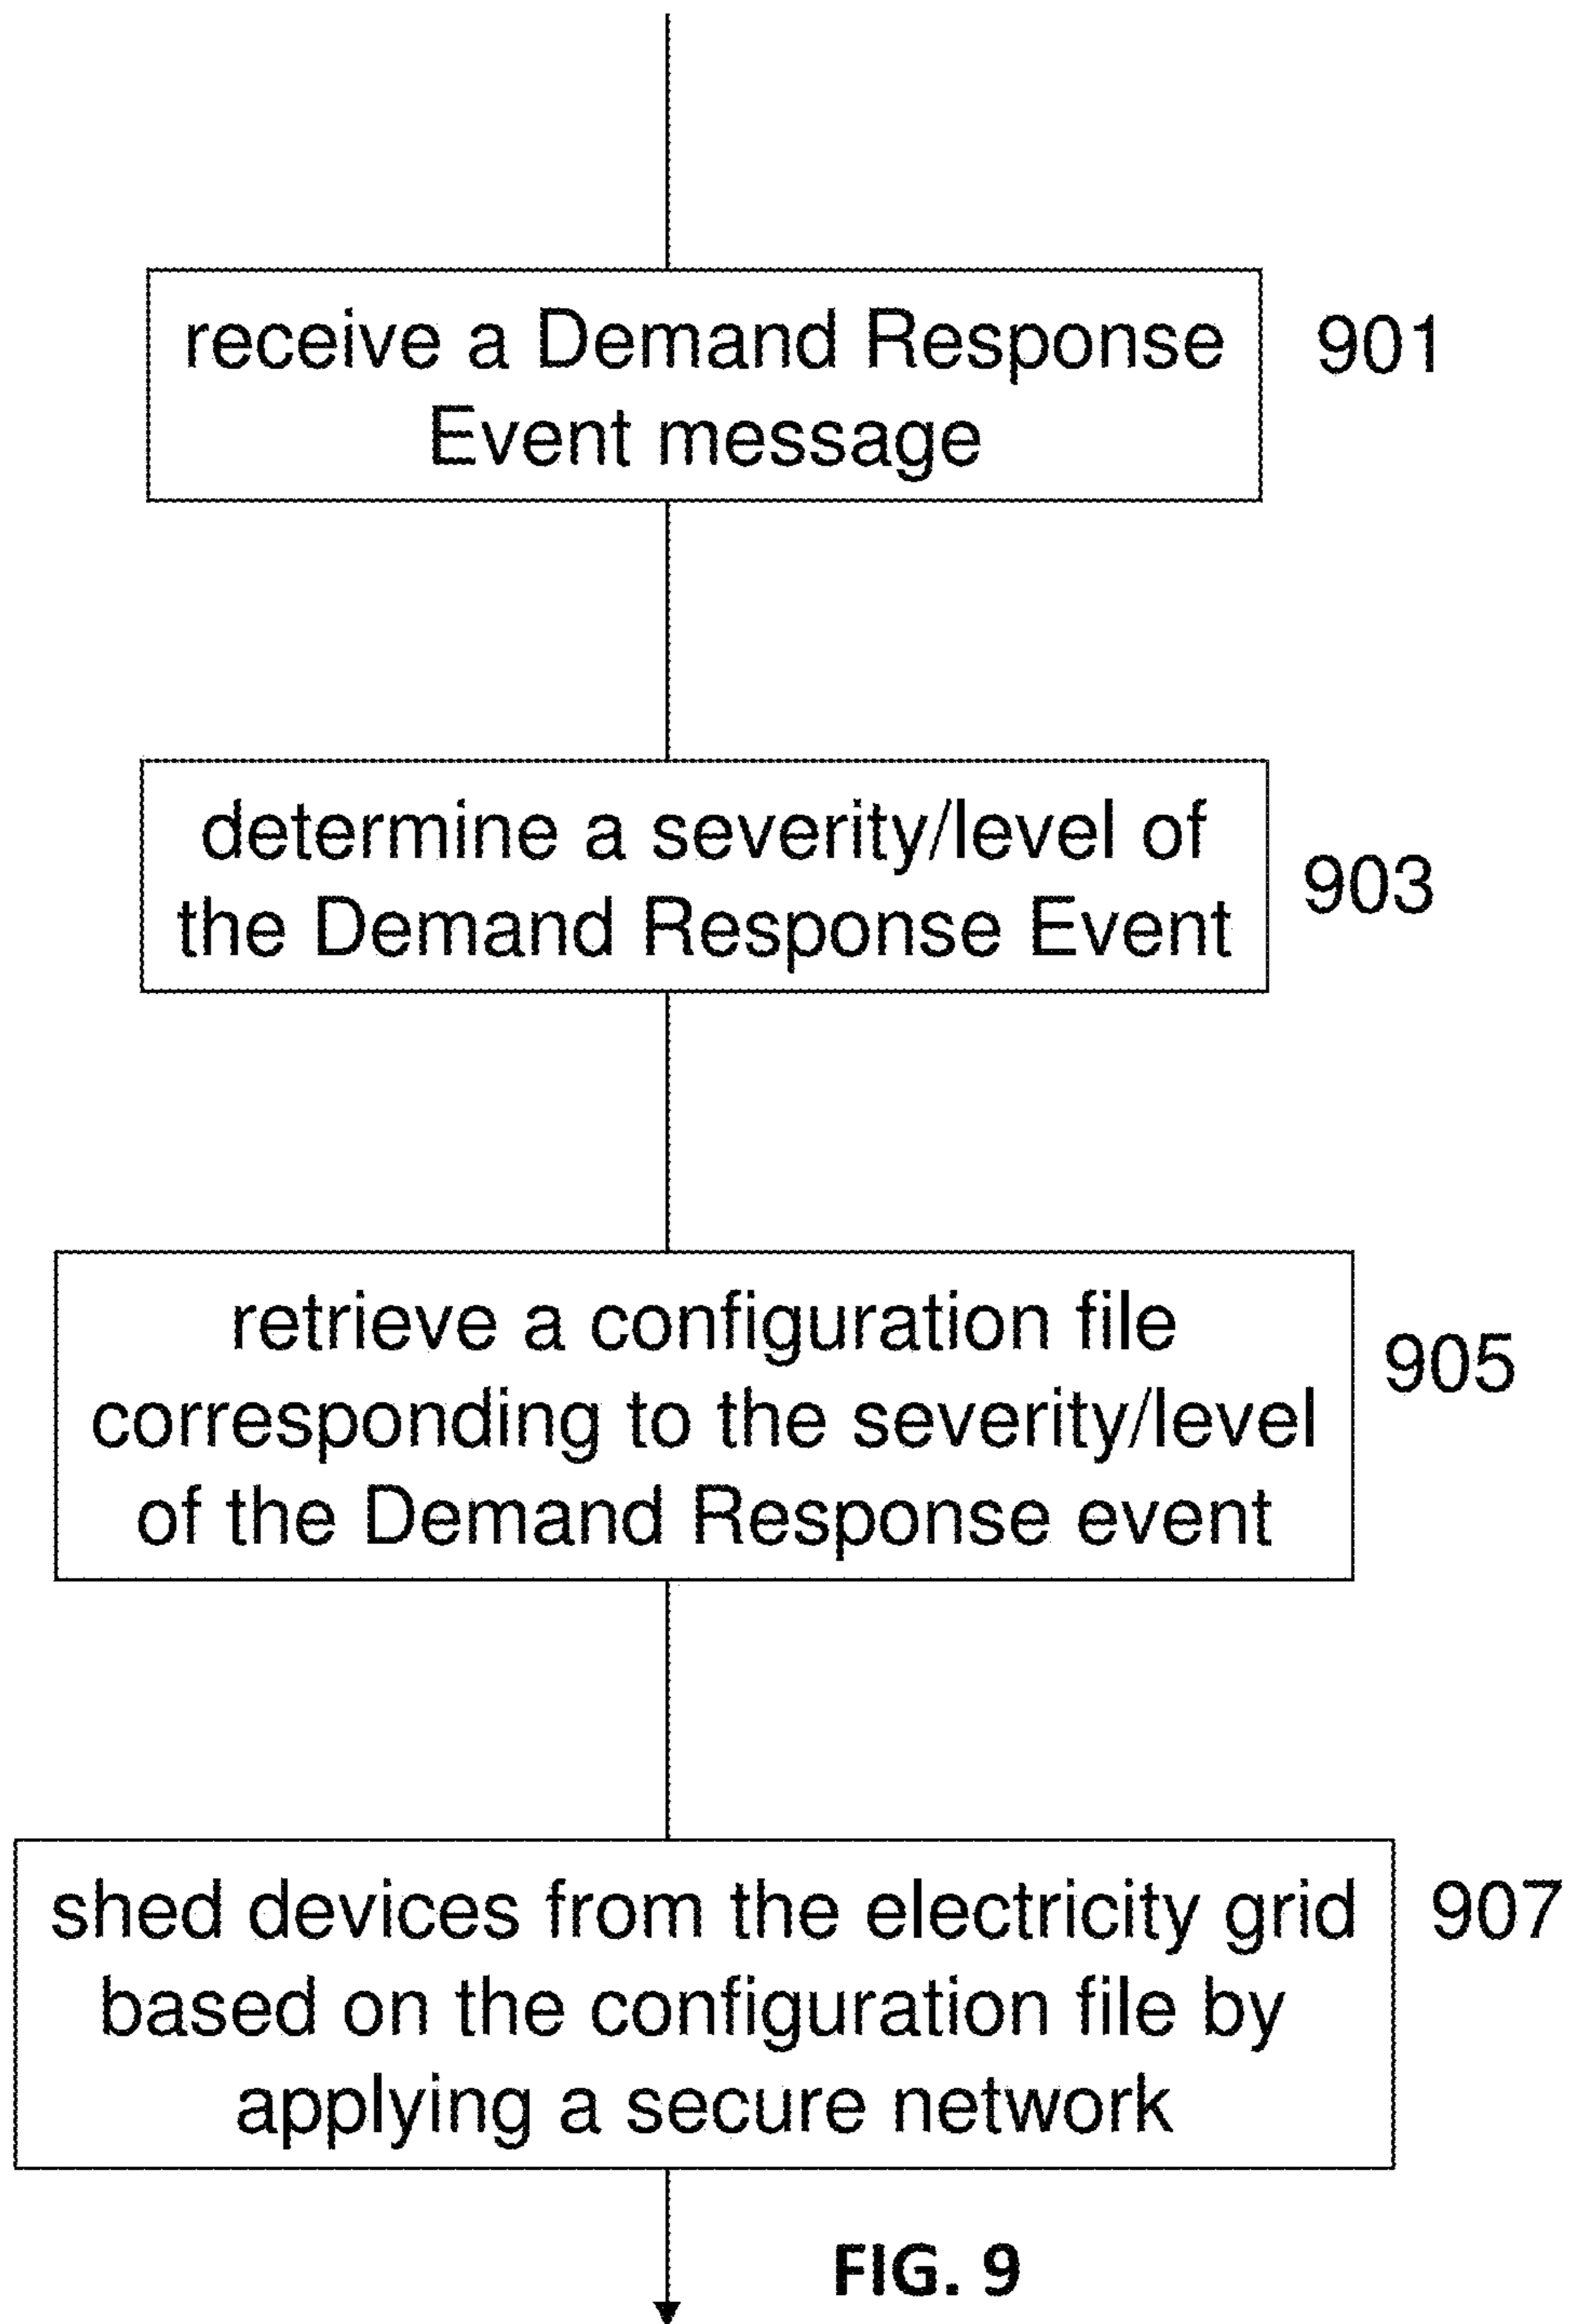 receive a Demand Response
Event message
901
determine a severity/level of
the Demand Response Event
903
retrieve a configuration file
corresponding to the severity/level
of the Demand Response event
905
shed devices from the electricity grid
based on the configuration file by
applying a secure network
907
FIG. 9